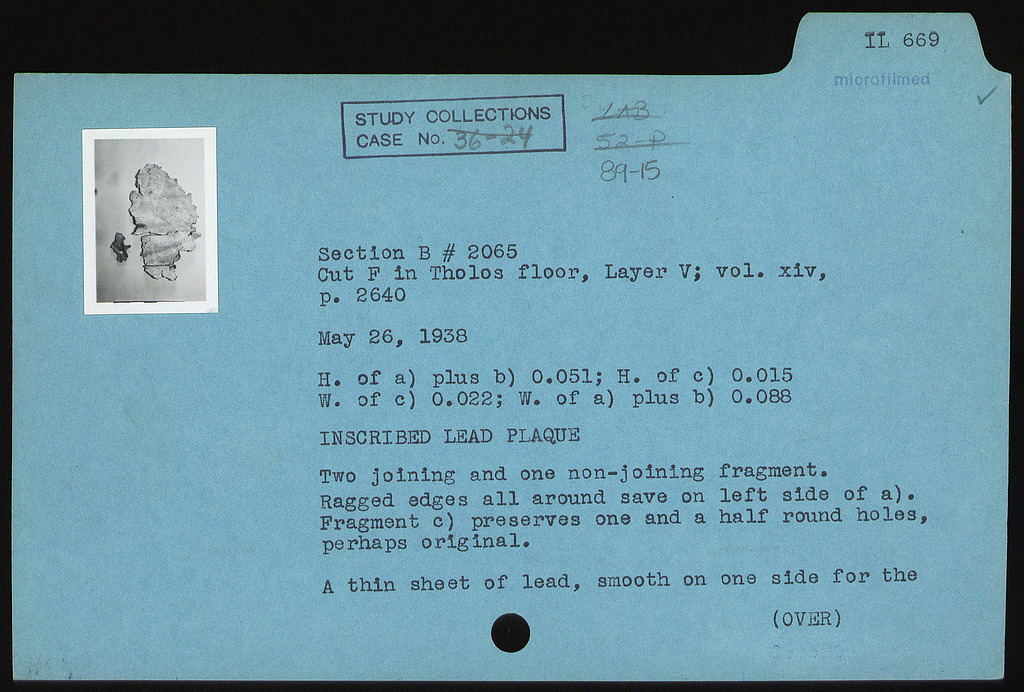 IL 669
microfilmed
STUDY COLLECTIONS
CASE No. 36-24
LAB
52-P
89-15
Section B # 2065
Cut F in Tholos floor, Layer V; vol. xiv,
p. 2640
May 26, 1938
H. of a) plus b) 0.051; H. of c) 0.015
W. of c) 0.022; W. of a) plus b) 0.088
INSCRIBED LEAD PLAQUE
Two joining and one non-joining fragment.
Ragged edges all around save on left side of a).
Fragment c) preserves one and a half round holes,
perhaps original.
A thin sheet of lead, smooth on one side for the
(OVER)